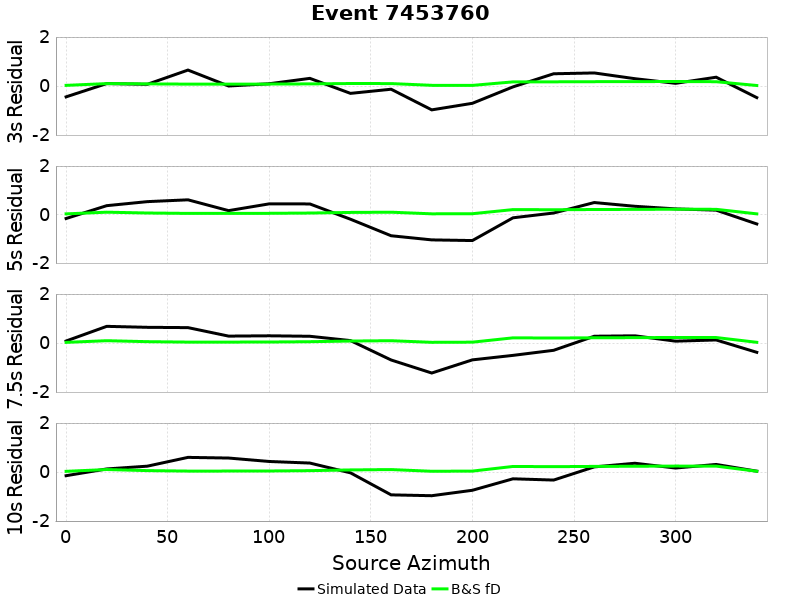 Event 7453760
3s Residual
2
0
-2
5s Residual
2
0
-2
7.5s Residual
2
0
-2
10s Residual
2
0
-2
0 50 100 150 200 250 300
Source Azimuth
Simulated Data B&S fD